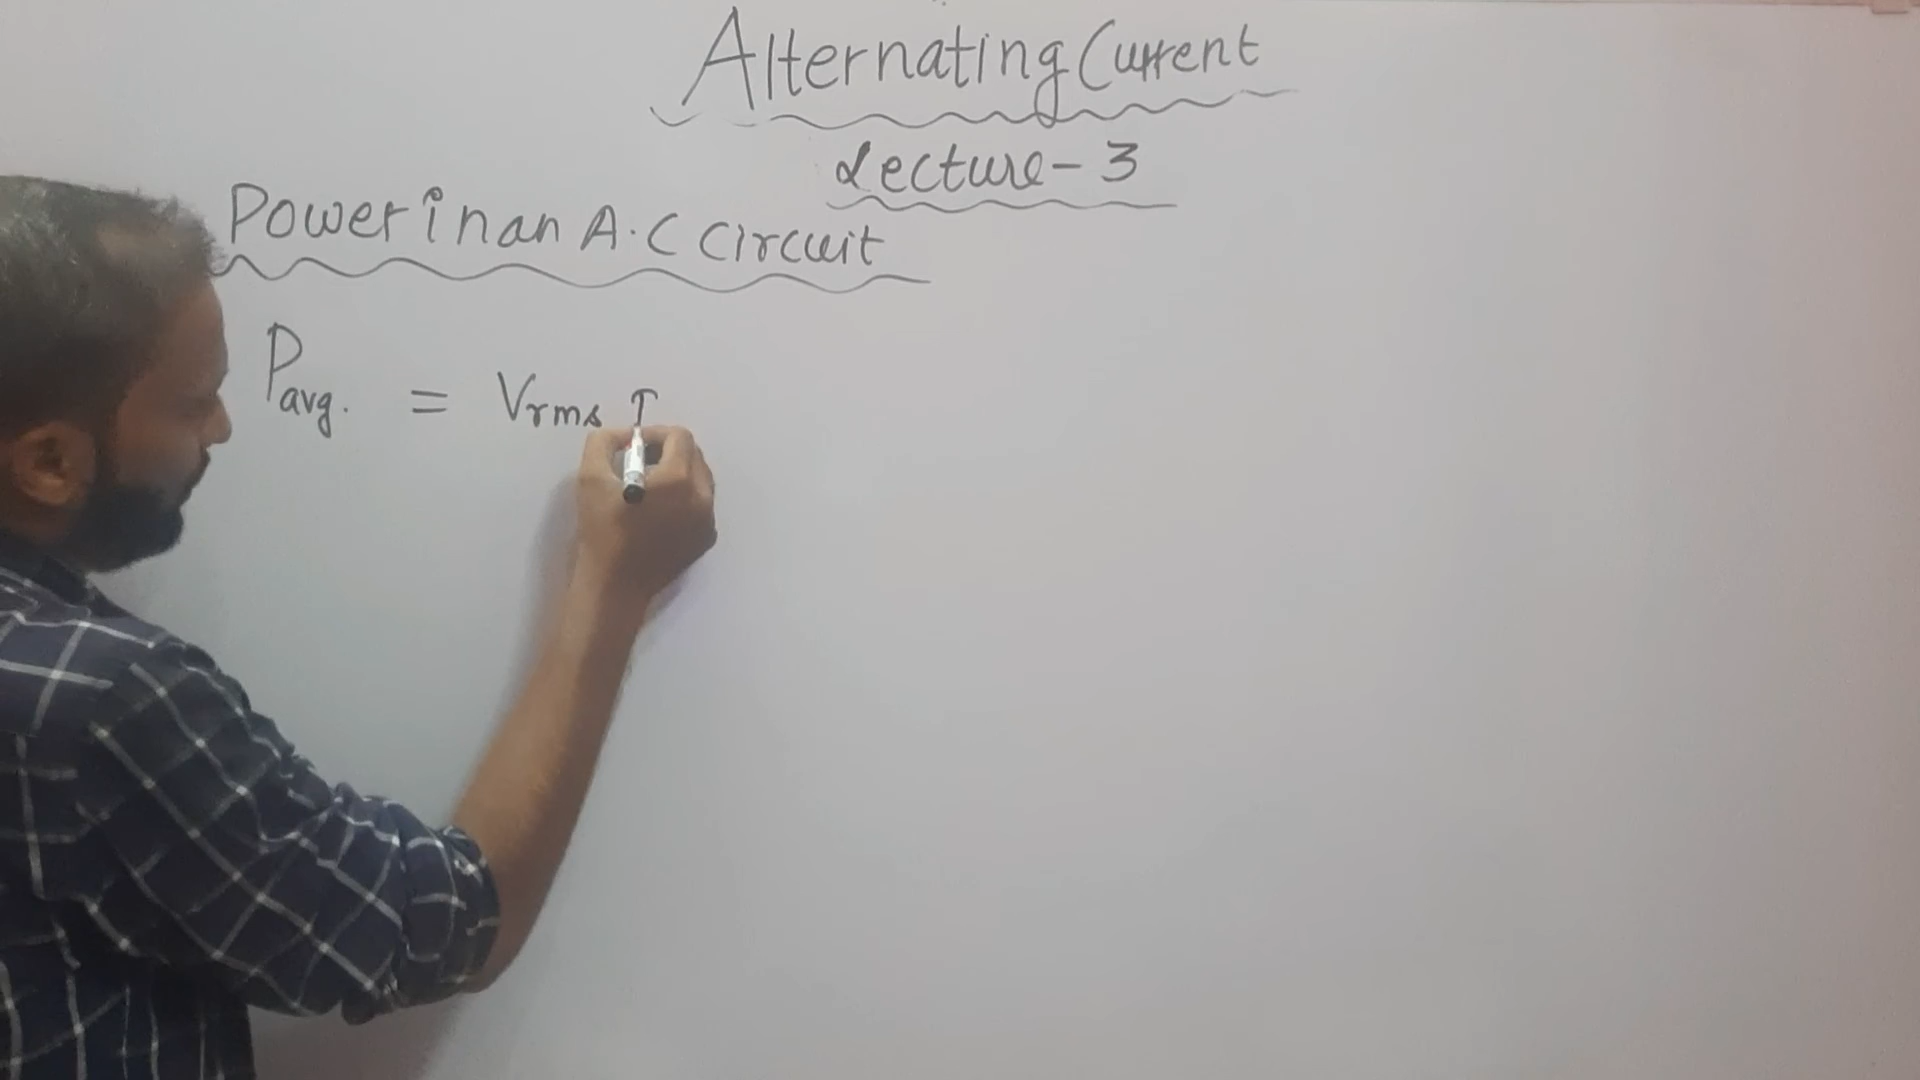 Alternating Current
Lecture-3
Power in an A.C Circuit
Pavg. = Vrms I